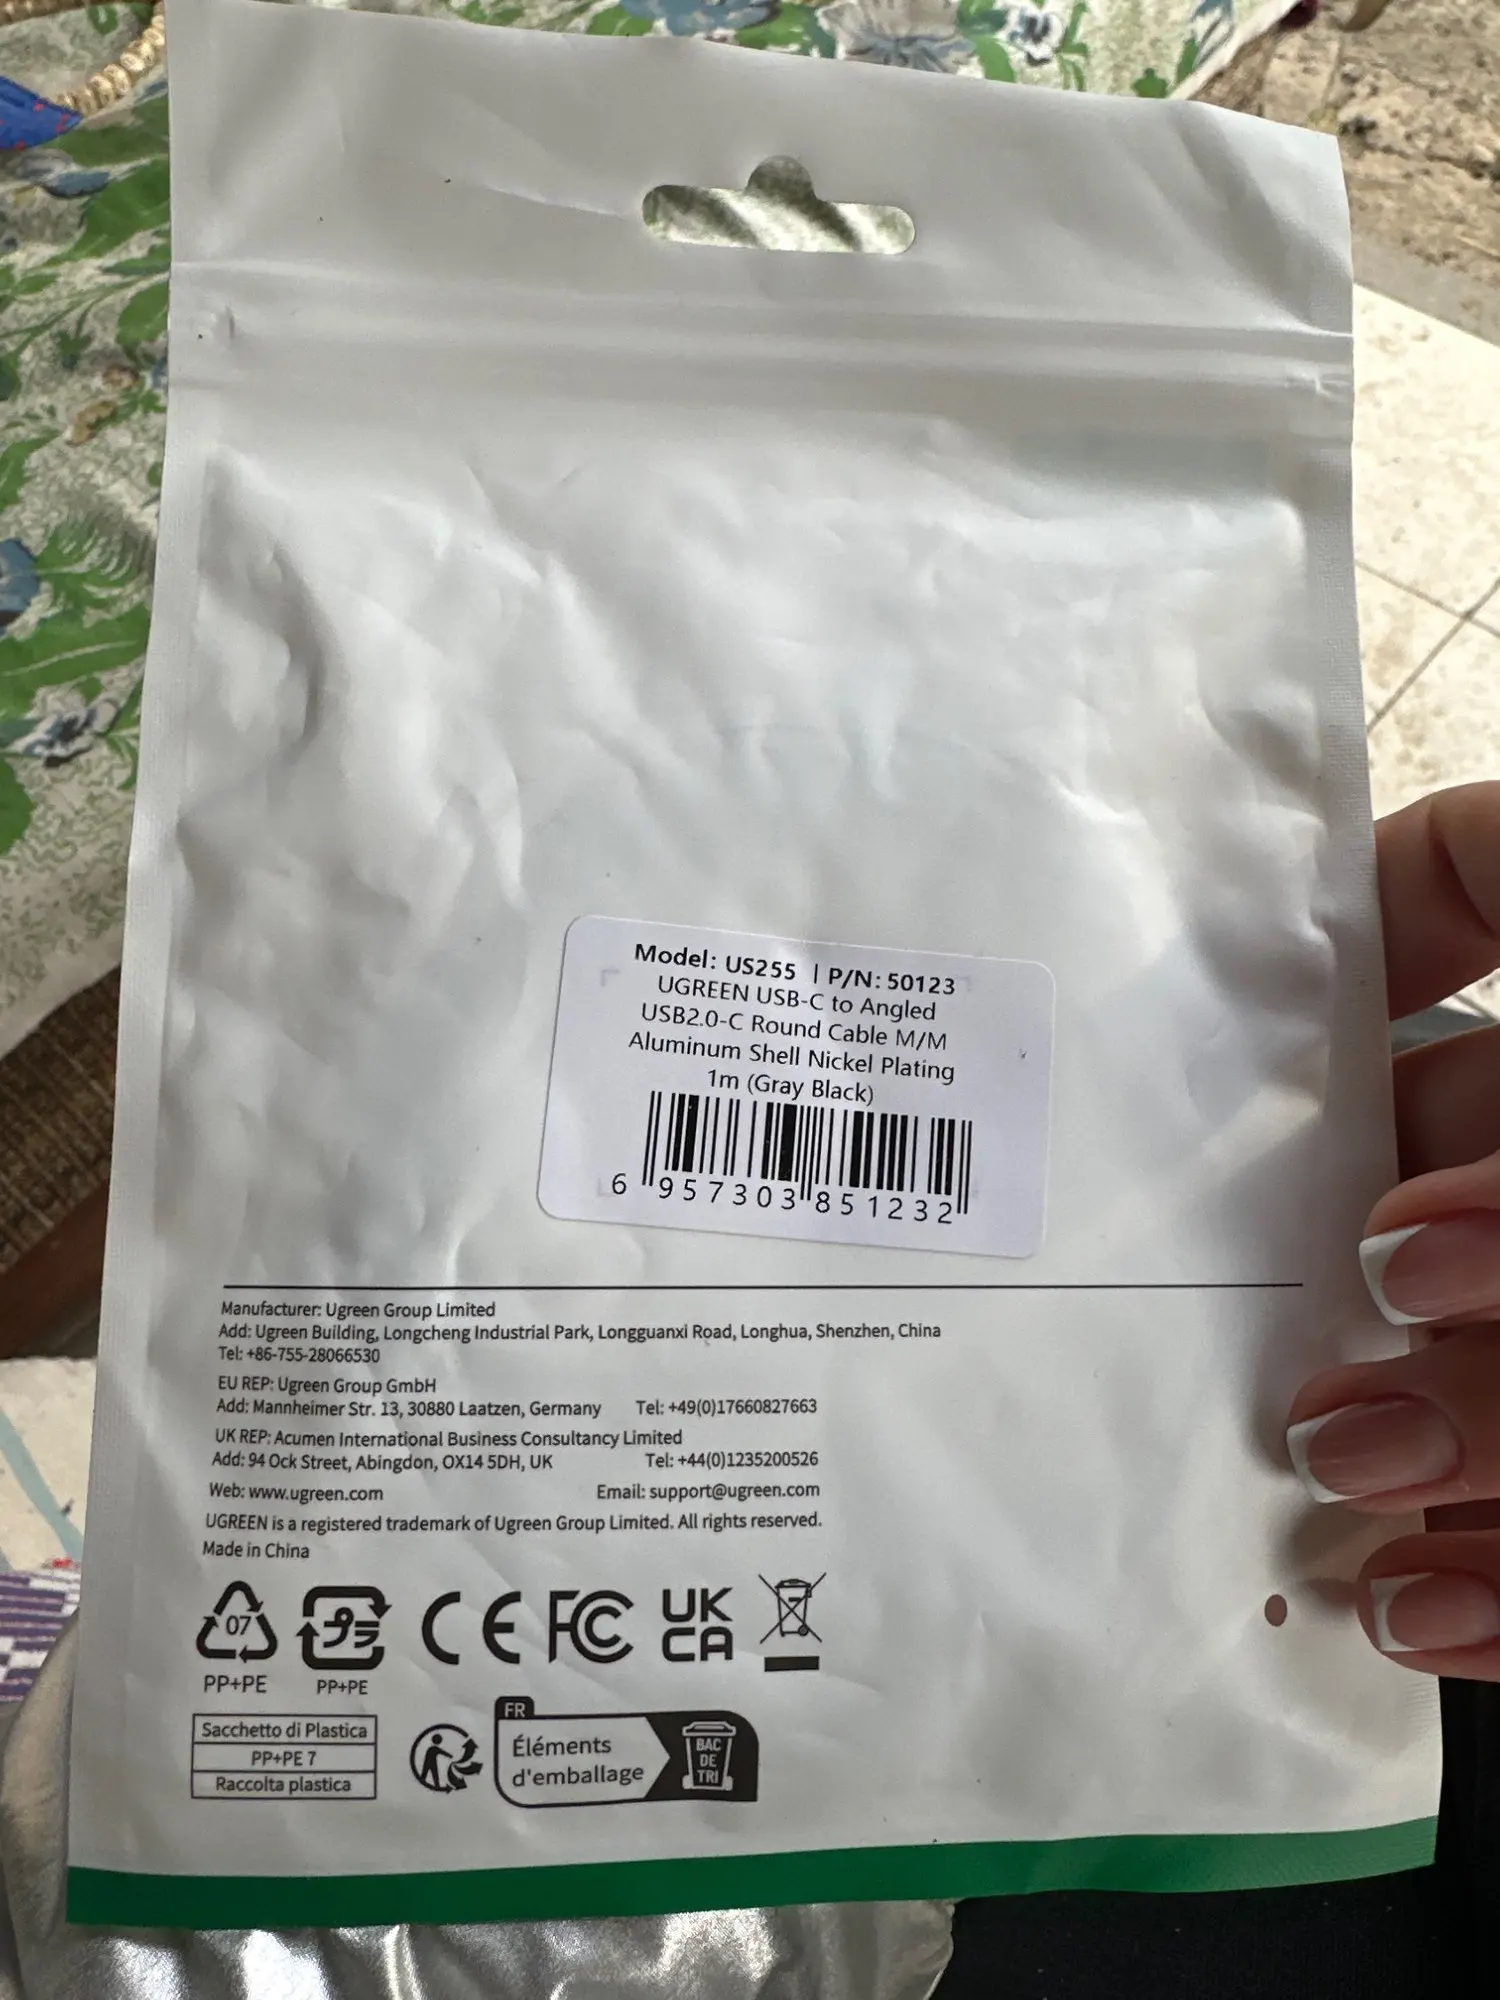 Model: US255 | P/N: 50123
UGREEN USB-C to Angled
USB2.0-C Round Cable M/M
Aluminum Shell Nickel Plating
1m (Gray Black)
6 957303 851232
Manufacturer: Ugreen Group Limited
Add: Ugreen Building, Longcheng Industrial Park, Longguanxi Road, Longhua, Shenzhen, China
Tel: +86-755-28066530
EU REP: Ugreen Group GmbH
Add: Mannheimer Str. 13, 30880 Laatzen, Germany Tel: +49(0)17660827663
UK REP: Acumen International Business Consultancy Limited
Add: 94 Ock Street, Abingdon, OX14 5DH, UK Tel: +44(0)1235200526
Web: www.ugreen.com Email: support@ugreen.com
UGREEN is a registered trademark of Ugreen Group Limited. All rights reserved.
Made in China
07 プラ CE FC UK
CA
PP+PE PP+PE
Sacchetto di Plastica
PP+PE 7
Raccolta plastica
FR
Éléments
d'emballage
BAC
DE
TRI